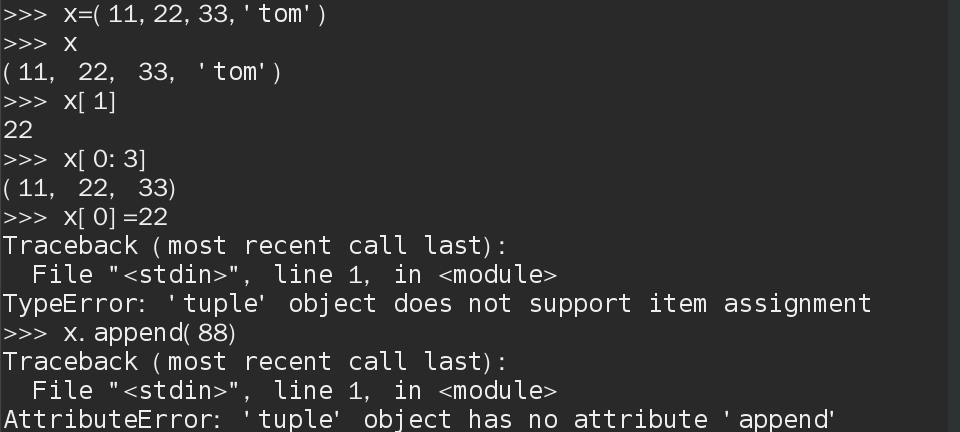 >>> x=(11,22,33,'tom')
>>> x
(11, 22, 33, 'tom')
>>> x[1]
22
>>> x[0:3]
(11, 22, 33)
>>> x[0]=22
Traceback (most recent call last):
  File "<stdin>", line 1, in <module>
TypeError: 'tuple' object does not support item assignment
>>> x.append(88)
Traceback (most recent call last):
  File "<stdin>", line 1, in <module>
AttributeError: 'tuple' object has no attribute 'append'